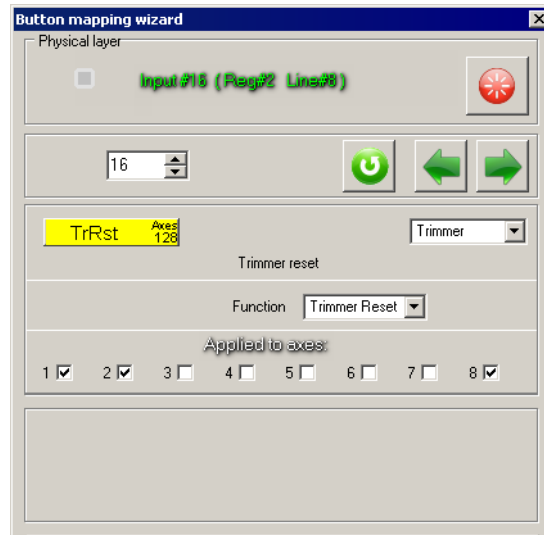 Button mapping wizard
Physical layer
Input #16 ( Reg#2 Line#8 )
16
TrRst Axes 128
Trimmer
Trimmer reset
Function Trimmer Reset
Applied to axes:
1 2 3 4 5 6 7 8